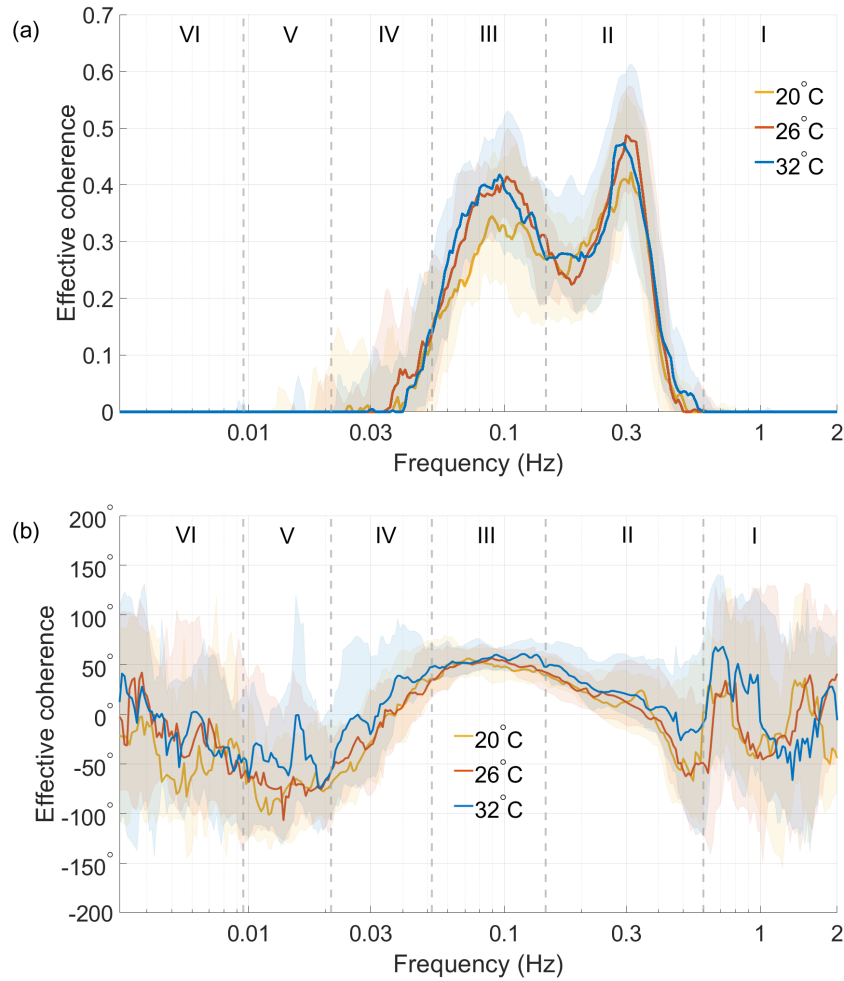 (a)
0.7
0.6
0.5
0.4
0.3
0.2
0.1
0
Effective coherence
VI V IV III II I
20°C
26°C
32°C
0.01 0.03 0.1 0.3 1 2
Frequency (Hz)
(b)
200°
150°
100°
50°
0°
-50°
-100°
-150°
-200
Effective coherence
VI V IV III II I
20°C
26°C
32°C
0.01 0.03 0.1 0.3 1 2
Frequency (Hz)